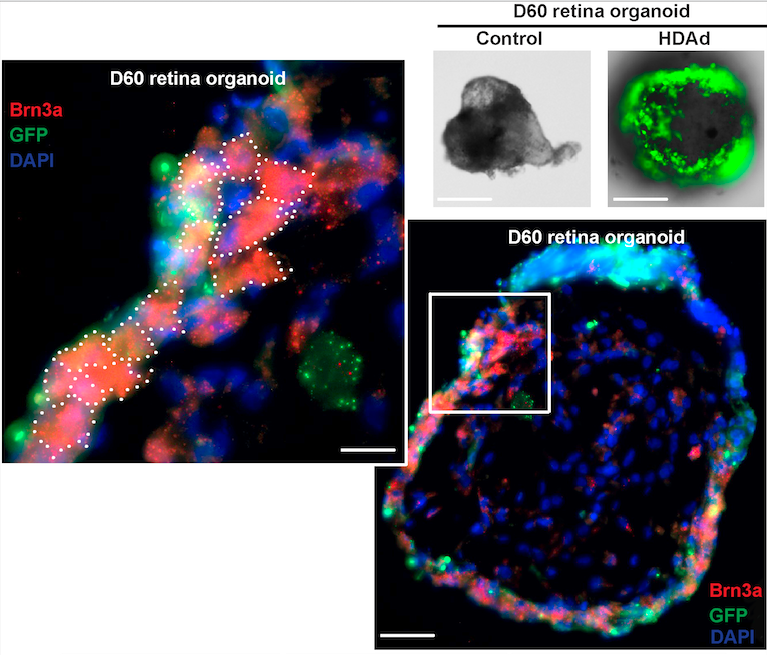 D60 retina organoid
Control
HDAd
D60 retina organoid
Brn3a
GFP
DAPI
D60 retina organoid
Brn3a
GFP
DAPI